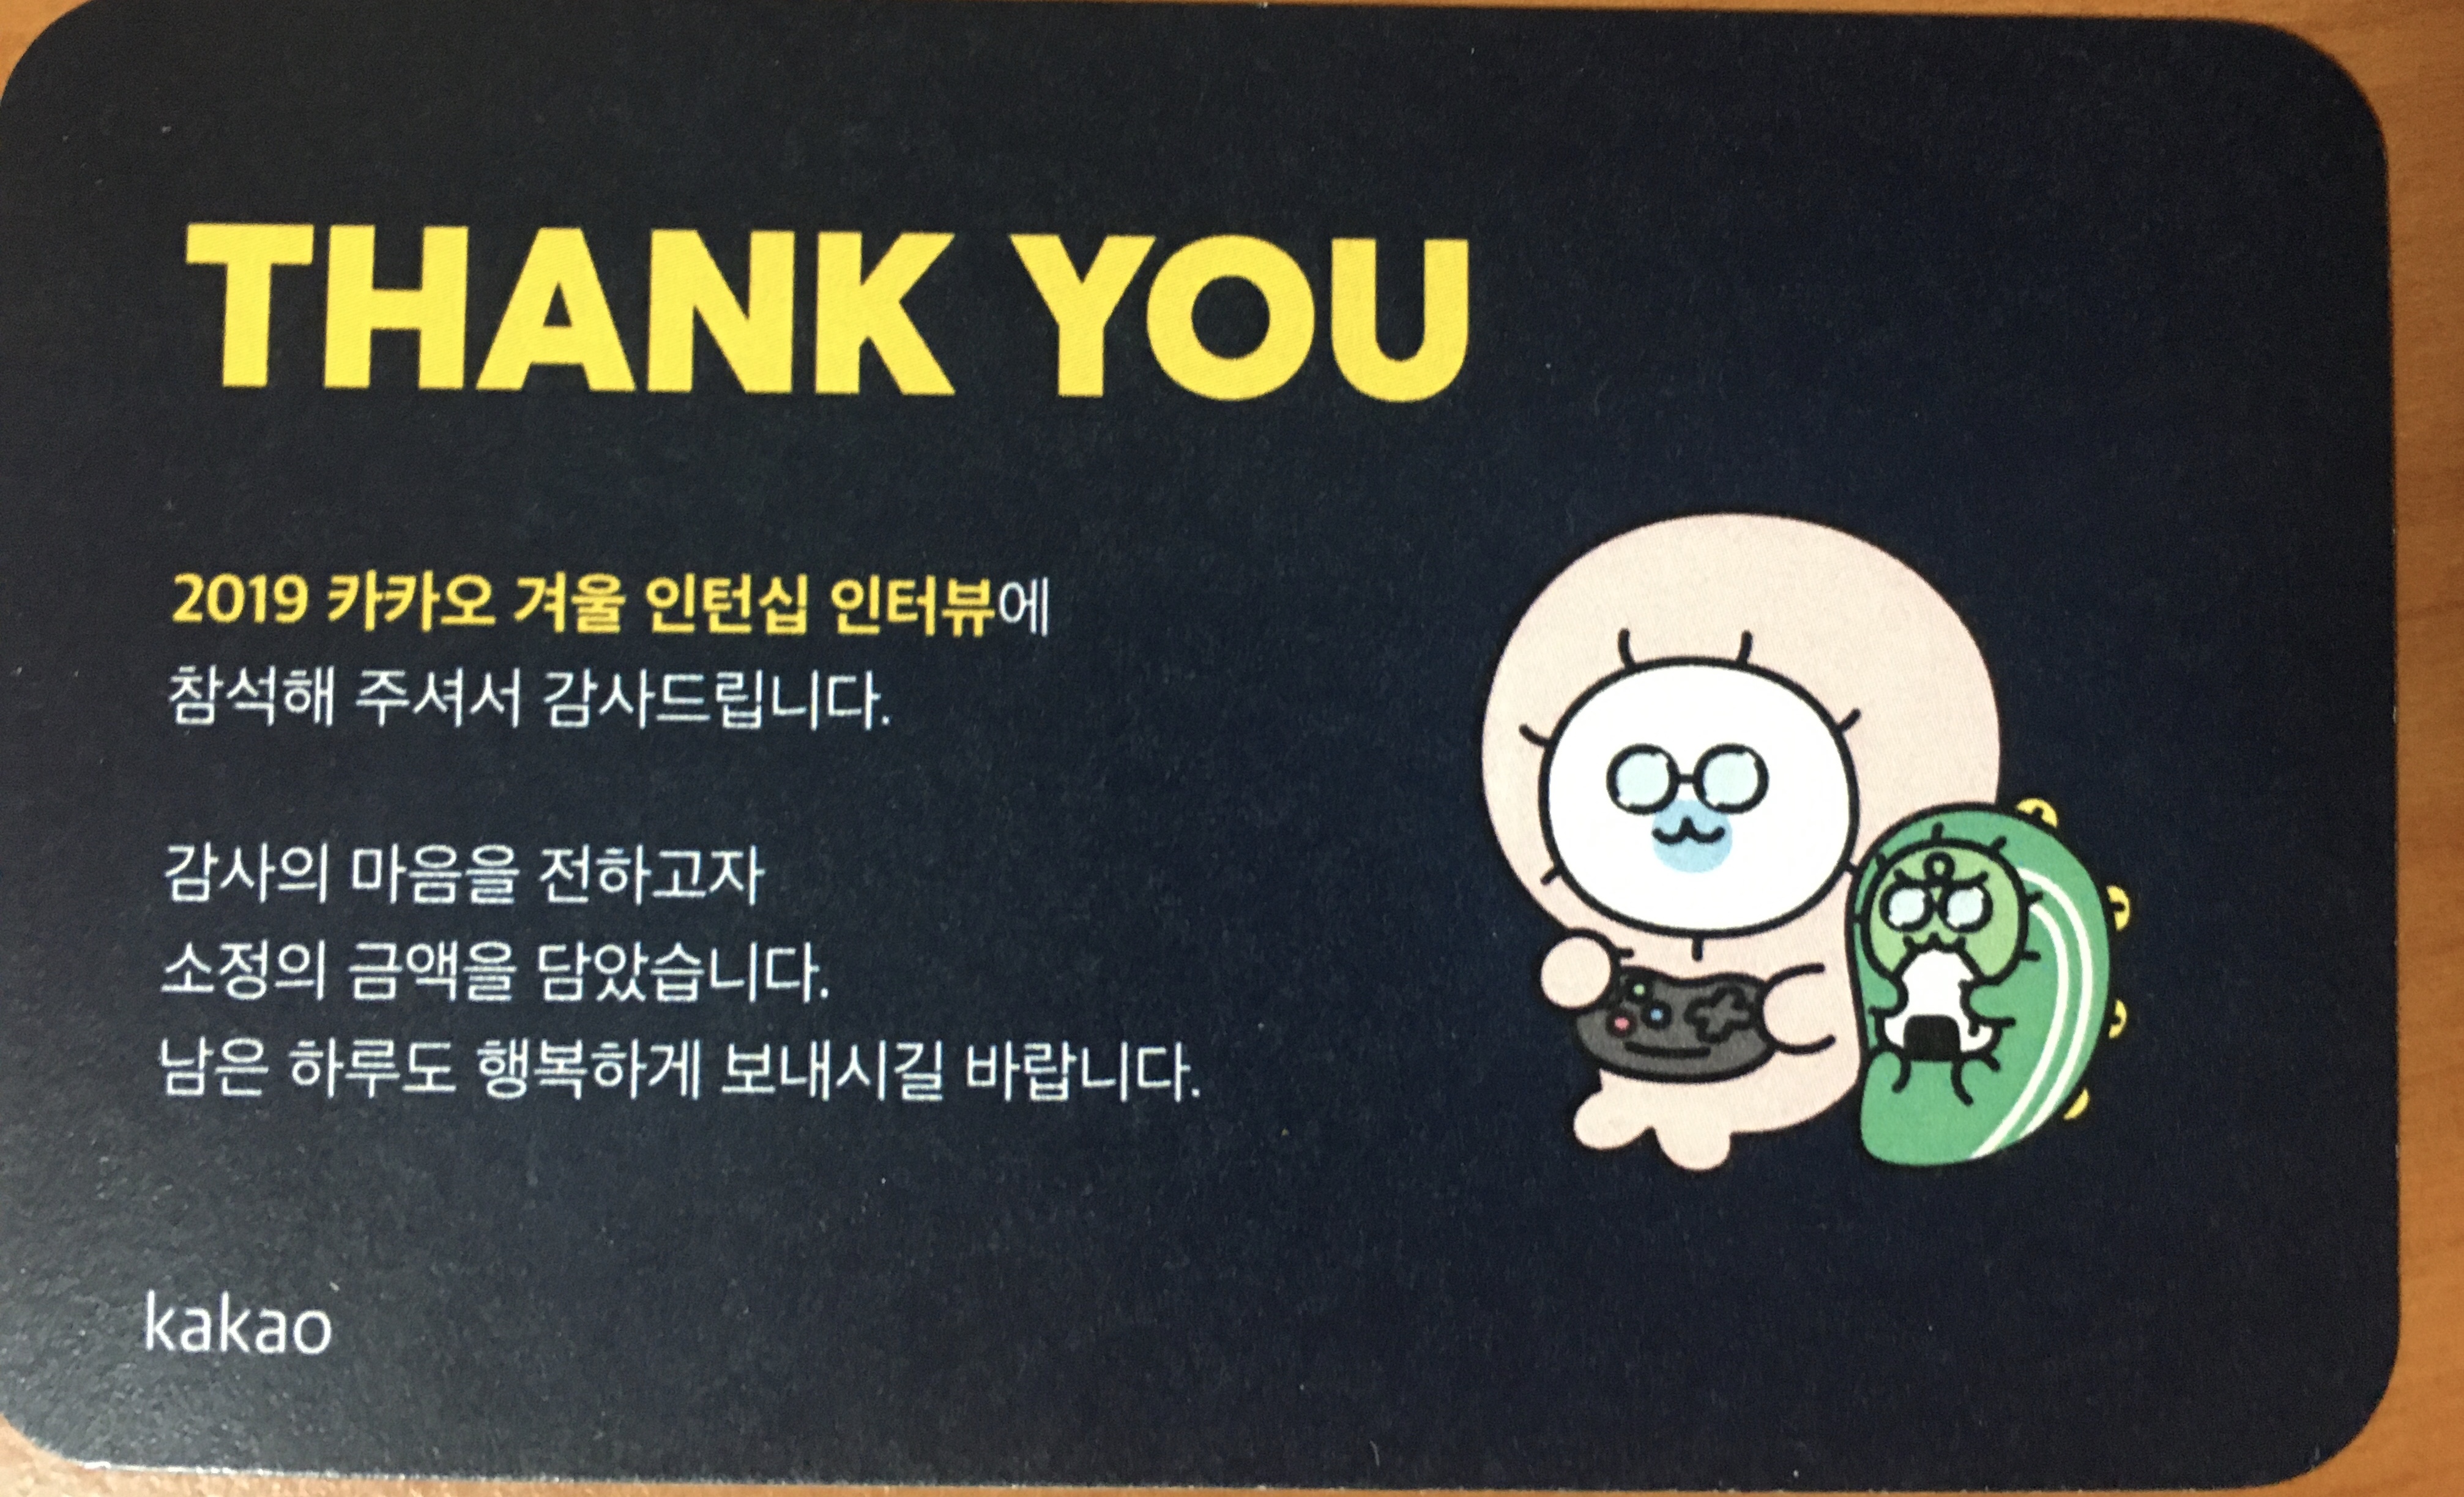 THANK YOU
2019 카카오 겨울 인턴십 인터뷰에
참석해 주셔서 감사드립니다.
감사의 마음을 전하고자
소정의 금액을 담았습니다.
남은 하루도 행복하게 보내시길 바랍니다.
kakao